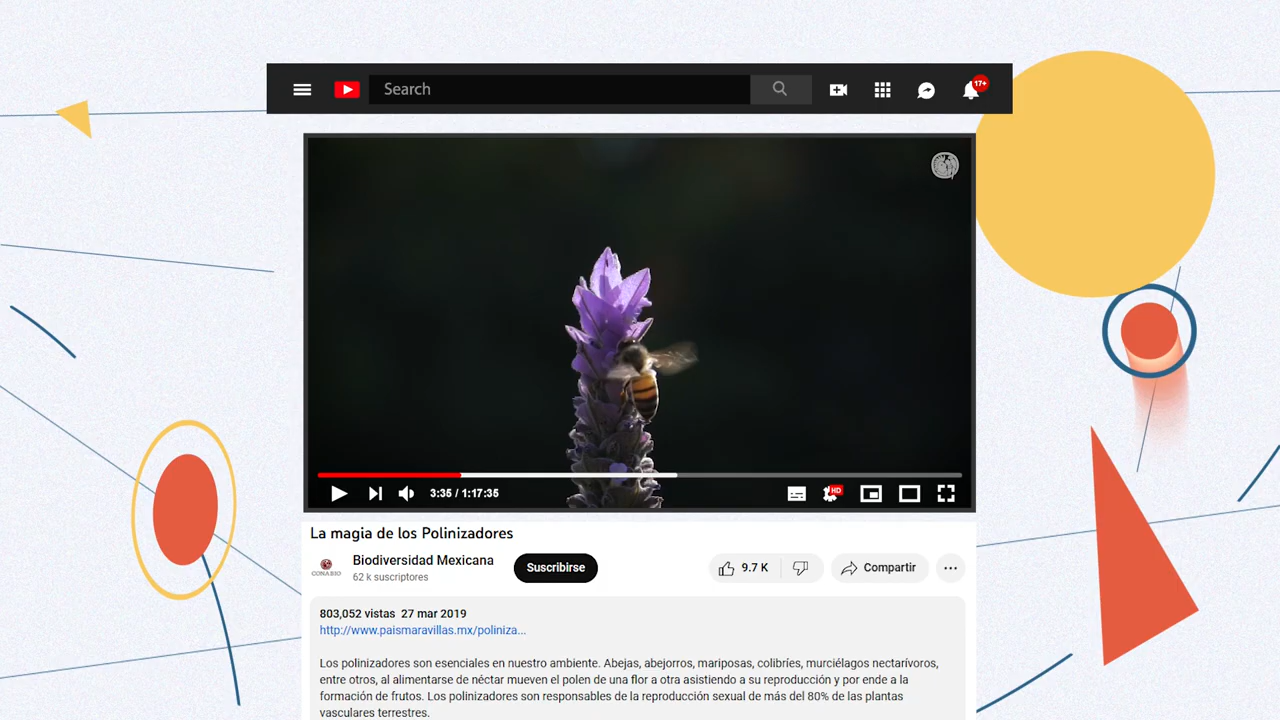 Search
17+
3:35 / 1:17:35
HD
La magia de los Polinizadores
CONABIO
Biodiversidad Mexicana
62 k suscriptores
Suscribirse
9.7 K
Compartir
803,052 vistas 27 mar 2019
http://www.paismaravillas.mx/poliniza...
Los polinizadores son esenciales en nuestro ambiente. Abejas, abejorros, mariposas, colibríes, murciélagos nectarívoros,
entre otros, al alimentarse de néctar mueven el polen de una flor a otra asistiendo a su reproducción y por ende a la
formación de frutos. Los polinizadores son responsables de la reproducción sexual de más del 80% de las plantas
vasculares terrestres.